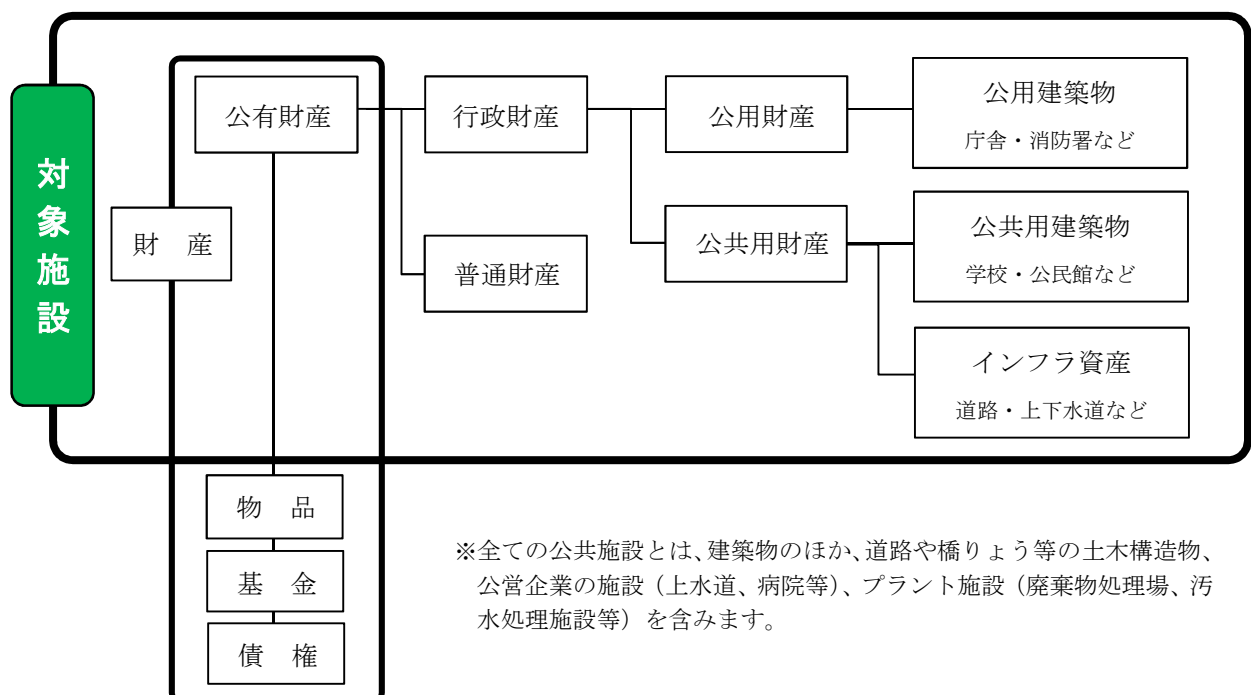 対象施設
財　産
公有財産
行政財産
公用財産
公用建築物
庁舎・消防署など
普通財産
公共用財産
公共用建築物
学校・公民館など
インフラ資産
道路・上下水道など
物　品
基　金
債　権
※全ての公共施設とは、建築物のほか、道路や橋りょう等の土木構造物、
公営企業の施設（上水道、病院等）、プラント施設（廃棄物処理場、汚
水処理施設等）を含みます。